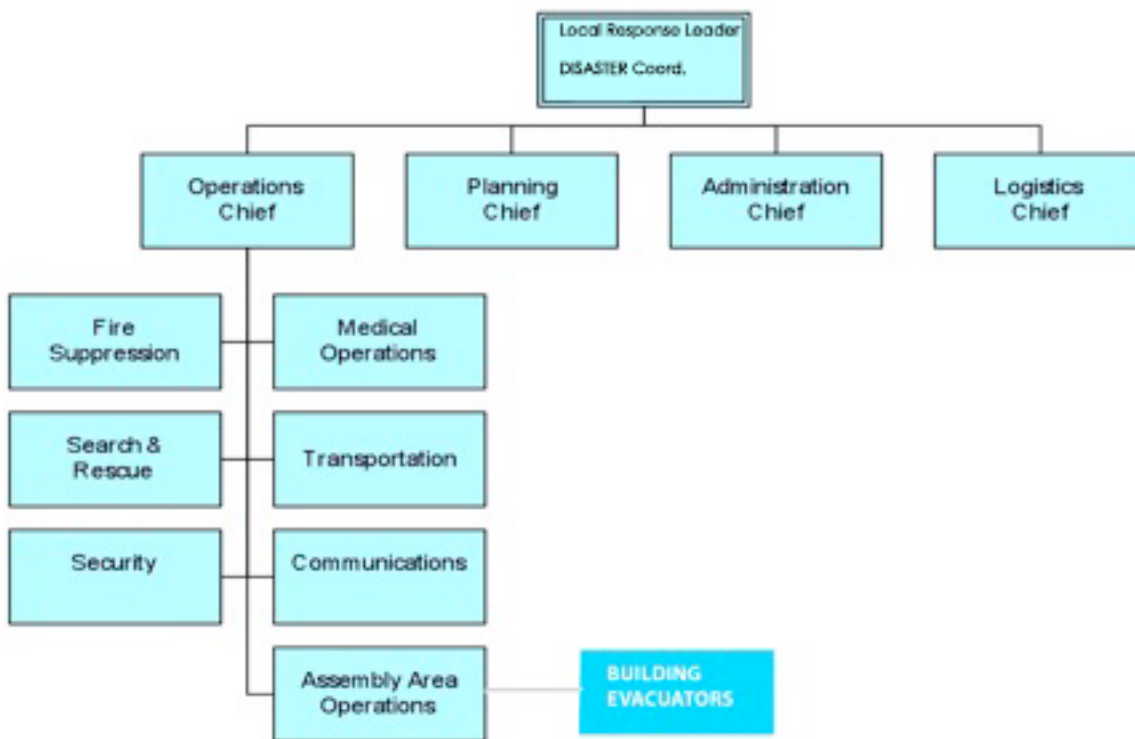 Local Response Leader
DISASTER Coord.
Operations
Chief
Planning
Chief
Administration
Chief
Logistics
Chief
Fire
Suppression
Medical
Operations
Search &
Rescue
Transportation
Security
Communications
Assembly Area
Operations
BUILDING
EVACUATORS